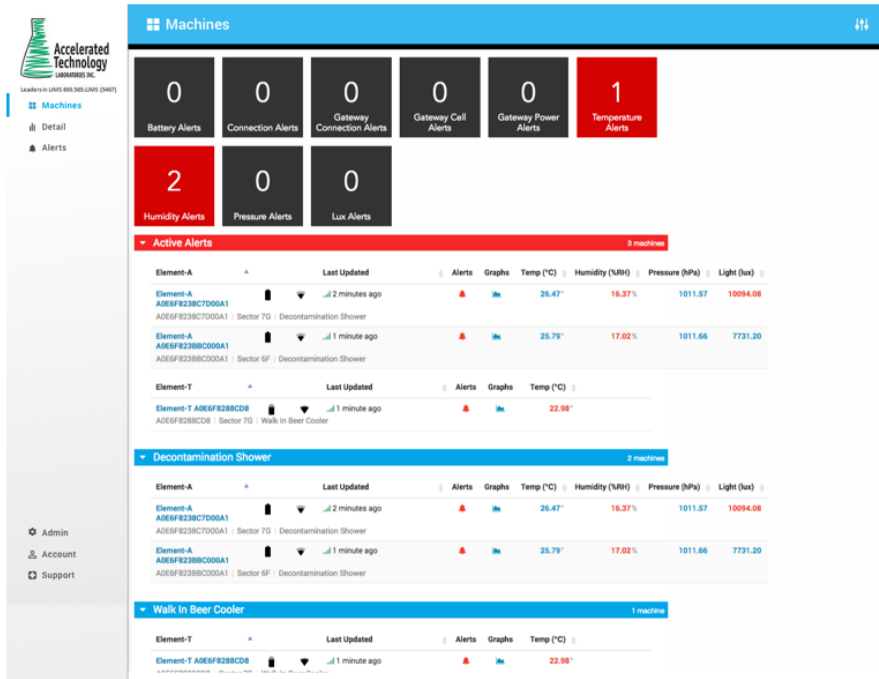 Accelerated
Technology
LABORATORIES INC.
Leaders in LIMS 800.565.LIMS (5467)
Machines
Detail
Alerts
Admin
Account
Support
Machines
0 0 0 0 0 1
Battery Alerts Connection Alerts Gateway Connection Alerts Gateway Cell Alerts Gateway Power Alerts Temperature Alerts
2 0 0
Humidity Alerts Pressure Alerts Lux Alerts
Active Alerts 3 machines
Element-A Last Updated Alerts Graphs Temp (°C) Humidity (%RH) Pressure (hPa) Light (lux)
Element-A 2 minutes ago 26.47° 16.37% 1011.57 10094.08
A0E6F8238C7D00A1
A0E6F8238C7D00A1 | Sector 7G | Decontamination Shower
Element-A 1 minute ago 25.79° 17.02% 1011.66 7731.20
A0E6F823BBC000A1
A0E6F823BBC000A1 | Sector 6F | Decontamination Shower
Element-T Last Updated Alerts Graphs Temp (°C)
Element-T A0E6F8288CD8 1 minute ago 22.98°
A0E6F8288CD8 | Sector 7G | Walk In Beer Cooler
Decontamination Shower 2 machines
Element-A Last Updated Alerts Graphs Temp (°C) Humidity (%RH) Pressure (hPa) Light (lux)
Element-A 2 minutes ago 26.47° 16.37% 1011.57 10094.08
A0E6F8238C7D00A1
A0E6F8238C7D00A1 | Sector 7G | Decontamination Shower
Element-A 1 minute ago 25.79° 17.02% 1011.66 7731.20
A0E6F823BBC000A1
A0E6F823BBC000A1 | Sector 6F | Decontamination Shower
Walk In Beer Cooler 1 machine
Element-T Last Updated Alerts Graphs Temp (°C)
Element-T A0E6F8288CD8 1 minute ago 22.98°